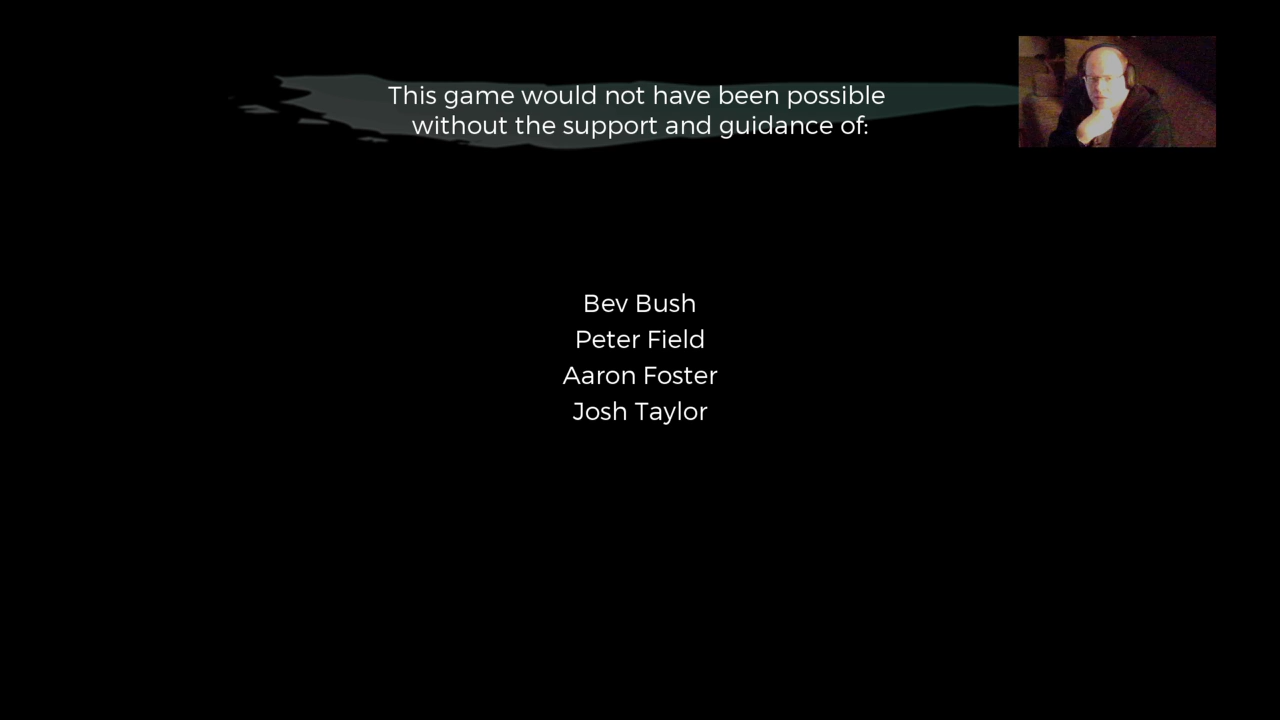 This game would not have been possible
without the support and guidance of:
Bev Bush
Peter Field
Aaron Foster
Josh Taylor